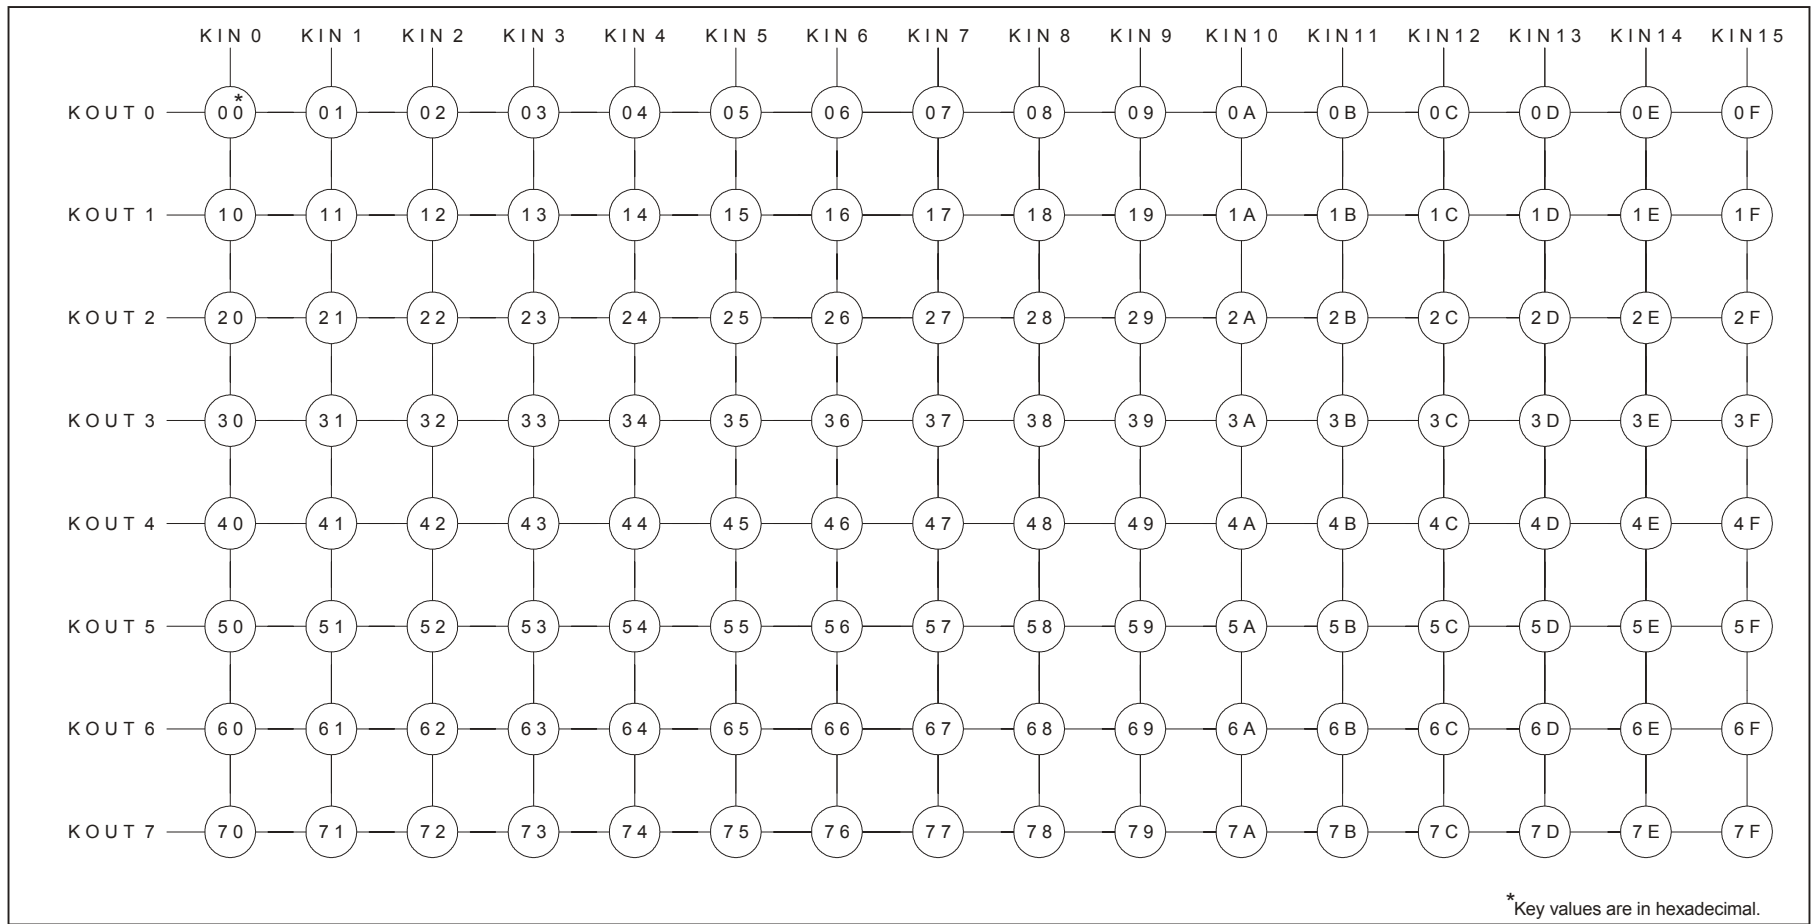 KIN 0 KIN 1 KIN 2 KIN 3 KIN 4 KIN 5 KIN 6 KIN 7 KIN 8 KIN 9 KIN10 KIN11 KIN12 KIN13 KIN14 KIN15
KOUT 0 00* 01 02 03 04 05 06 07 08 09 0A 0B 0C 0D 0E 0F
KOUT 1 10 11 12 13 14 15 16 17 18 19 1A 1B 1C 1D 1E 1F
KOUT 2 20 21 22 23 24 25 26 27 28 29 2A 2B 2C 2D 2E 2F
KOUT 3 30 31 32 33 34 35 36 37 38 39 3A 3B 3C 3D 3E 3F
KOUT 4 40 41 42 43 44 45 46 47 48 49 4A 4B 4C 4D 4E 4F
KOUT 5 50 51 52 53 54 55 56 57 58 59 5A 5B 5C 5D 5E 5F
KOUT 6 60 61 62 63 64 65 66 67 68 69 6A 6B 6C 6D 6E 6F
KOUT 7 70 71 72 73 74 75 76 77 78 79 7A 7B 7C 7D 7E 7F
*Key values are in hexadecimal.